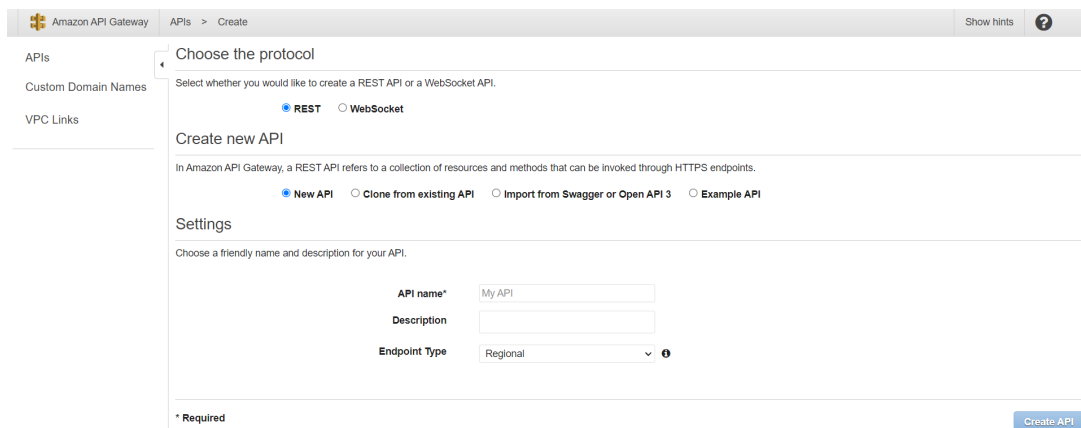 Amazon API Gateway APIs > Create Show hints ?
APIs
Custom Domain Names
VPC Links
Choose the protocol
Select whether you would like to create a REST API or a WebSocket API.
REST WebSocket
Create new API
In Amazon API Gateway, a REST API refers to a collection of resources and methods that can be invoked through HTTPS endpoints.
New API Clone from existing API Import from Swagger or Open API 3 Example API
Settings
Choose a friendly name and description for your API.
API name* My API
Description
Endpoint Type Regional
* Required
Create API